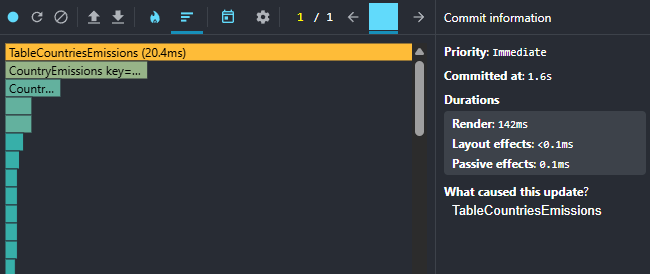 1 / 1
Commit information
TableCountriesEmissions (20.4ms)
CountryEmissions key=...
Countr...
Priority: Immediate
Committed at: 1.6s
Durations
Render: 142ms
Layout effects: <0.1ms
Passive effects: 0.1ms
What caused this update?
TableCountriesEmissions